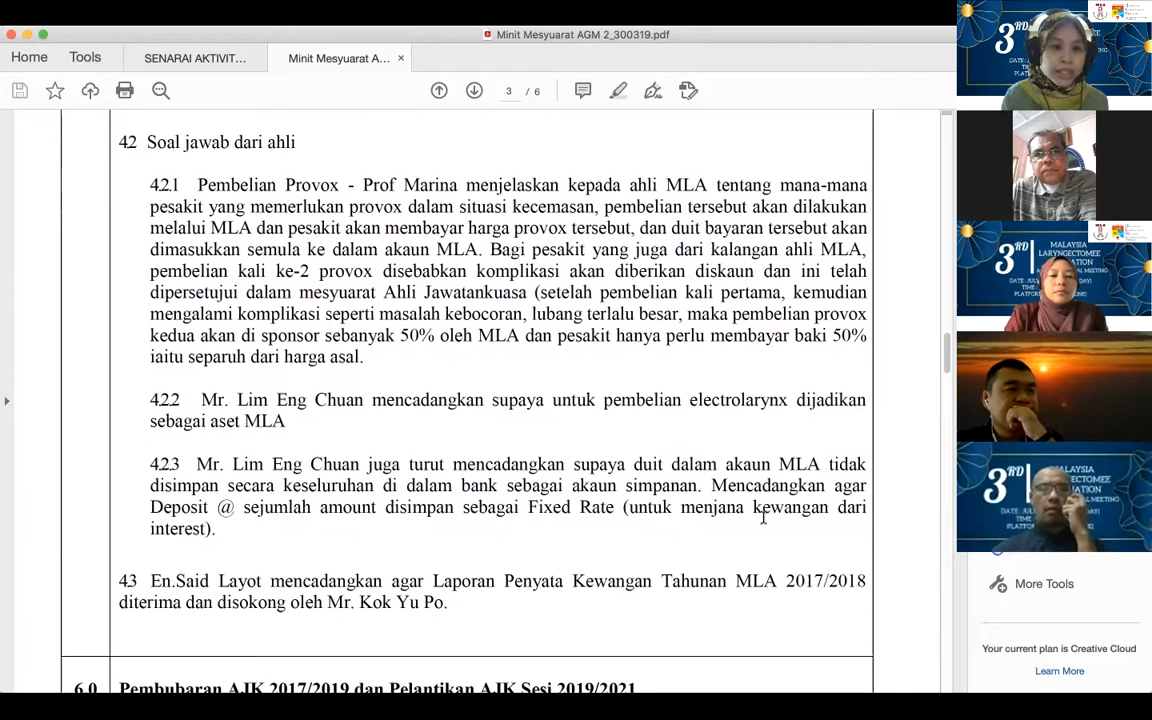 Minit Mesyuarat AGM 2_300319.pdf
Home Tools SENARAI AKTIVIT... Minit Mesyuarat A... ×
3 / 6
4.2 Soal jawab dari ahli
4.2.1 Pembelian Provox - Prof Marina menjelaskan kepada ahli MLA tentang mana-mana
pesakit yang memerlukan provox dalam situasi kecemasan, pembelian tersebut akan dilakukan
melalui MLA dan pesakit akan membayar harga provox tersebut, dan duit bayaran tersebut akan
dimasukkan semula ke dalam akaun MLA. Bagi pesakit yang juga dari kalangan ahli MLA,
pembelian kali ke-2 provox disebabkan komplikasi akan diberikan diskaun dan ini telah
dipersetujui dalam mesyuarat Ahli Jawatankuasa (setelah pembelian kali pertama, kemudian
mengalami komplikasi seperti masalah kebocoran, lubang terlalu besar, maka pembelian provox
kedua akan di sponsor sebanyak 50% oleh MLA dan pesakit hanya perlu membayar baki 50%
iaitu separuh dari harga asal.
4.2.2 Mr. Lim Eng Chuan mencadangkan supaya untuk pembelian electrolarynx dijadikan
sebagai aset MLA
4.2.3 Mr. Lim Eng Chuan juga turut mencadangkan supaya duit dalam akaun MLA tidak
disimpan secara keseluruhan di dalam bank sebagai akaun simpanan. Mencadangkan agar
Deposit @ sejumlah amount disimpan sebagai Fixed Rate (untuk menjana kewangan dari
interest).
4.3 En.Said Layot mencadangkan agar Laporan Penyata Kewangan Tahunan MLA 2017/2018
diterima dan disokong oleh Mr. Kok Yu Po.
6.0 Pembubaran AJK 2017/2019 dan Pelantikan AJK Sesi 2019/2021
3RD
3RD MALAYSIA
LARYNGECTOMEE
3RD MALAYSIA
More Tools
Your current plan is Creative Cloud
Learn More